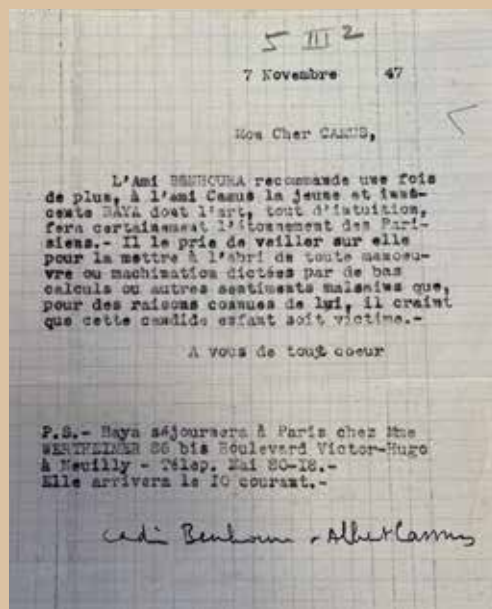 5 III 2
7 Novembre 47
Mon Cher CAMUS,
L'Ami BENHOURA recommande une fois
de plus, à l'ami Camus la jeune et inno-
cente BAYA dont l'art, tout d'intuition,
fera certainement l'étonnement des Pari-
siens.- Il le prie de veiller sur elle
pour la mettre à l'abri de toute manoeu-
vre ou machination dictées par de bas
calculs ou autres sentiments malsains que,
pour des raisons connues de lui, il craint
que cette candide enfant soit victime.-
A vous de tout coeur
P.S.- Baya séjournera à Paris chez Mme
WERTHEIMER 86 bis Boulevard Victor-Hugo
à Neuilly - Télep. Mai 80-18.-
Elle arrivera le 10 courant.-
cadi Benhoura Albert Camus